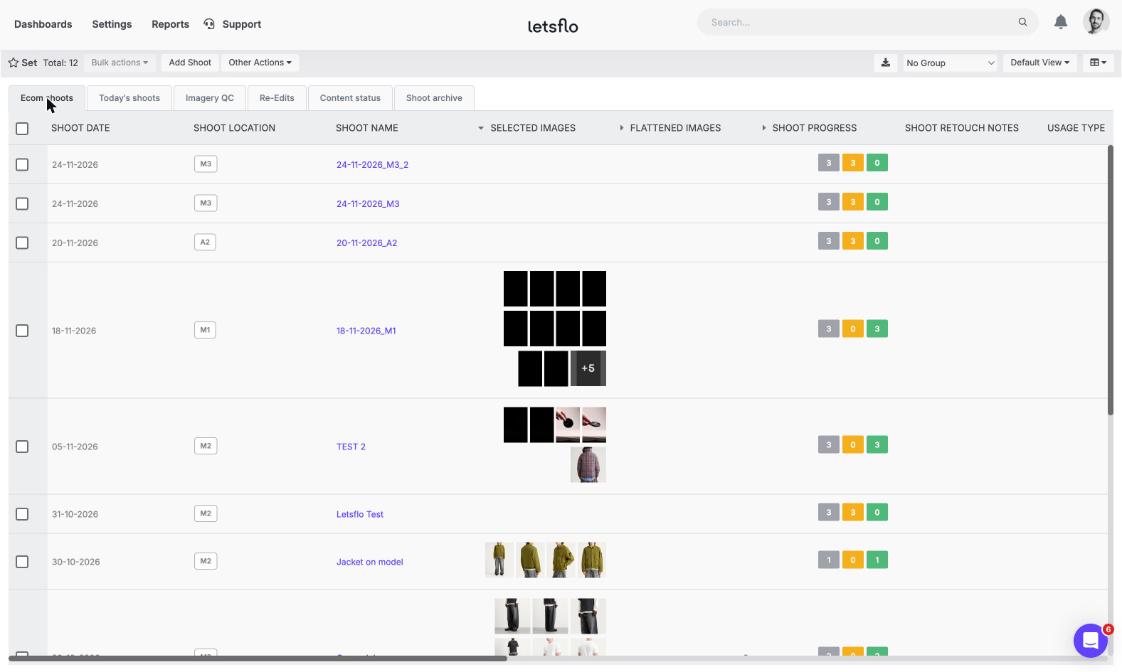 Dashboards Settings Reports Support letsflo Search...
Set Total: 12 Bulk actions Add Shoot Other Actions No Group Default View
Ecom shoots Today's shoots Imagery QC Re-Edits Content status Shoot archive
SHOOT DATE SHOOT LOCATION SHOOT NAME SELECTED IMAGES FLATTENED IMAGES SHOOT PROGRESS SHOOT RETOUCH NOTES USAGE TYPE
24-11-2026 M3 24-11-2026_M3_2 3 3 0
24-11-2026 M3 24-11-2026_M3 3 3 0
20-11-2026 A2 20-11-2026_A2 3 3 0
18-11-2026 M1 18-11-2026_M1 3 0 3
+5
05-11-2026 M2 TEST 2 3 0 3
31-10-2026 M2 Letsflo Test 3 3 0
30-10-2026 M2 Jacket on model 1 0 1
6